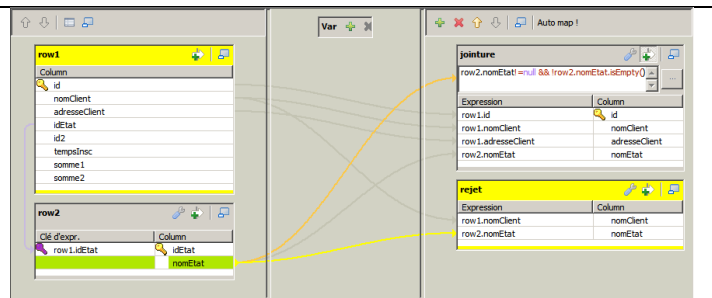 Var
Auto map !
row1
Column
id
nomClient
adresseClient
idEtat
id2
tempsInsc
somme1
somme2
row2
Clé d'expr. Column
row1.idEtat idEtat
nomEtat
jointure
row2.nomEtat!=null && !row2.nomEtat.isEmpty()
...
Expression Column
row1.id id
row1.nomClient nomClient
row1.adresseClient adresseClient
row2.nomEtat nomEtat
rejet
Expression Column
row1.nomClient nomClient
row2.nomEtat nomEtat